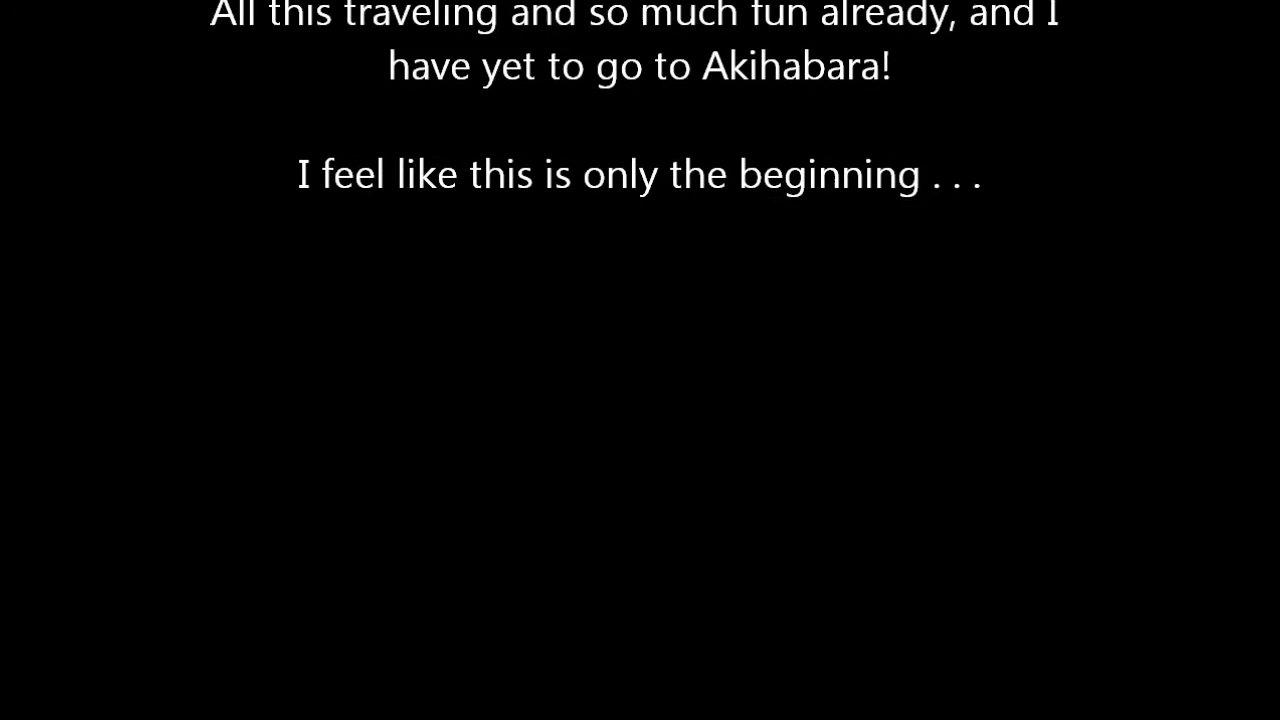 All this traveling and so much fun already, and I
have yet to go to Akihabara!
I feel like this is only the beginning . . .